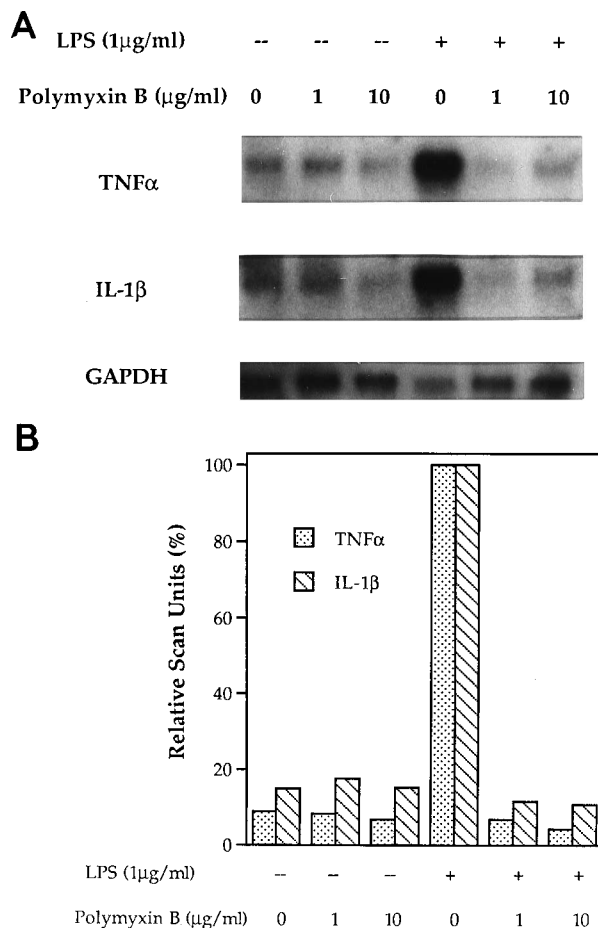 A
LPS (1µg/ml) -- -- -- + + +
Polymyxin B (µg/ml) 0 1 10 0 1 10
TNFα
IL-1β
GAPDH
B
100
80
60
40
20
0
Relative Scan Units (%)
TNFα
IL-1β
LPS (1µg/ml) -- -- -- + + +
Polymyxin B (µg/ml) 0 1 10 0 1 10